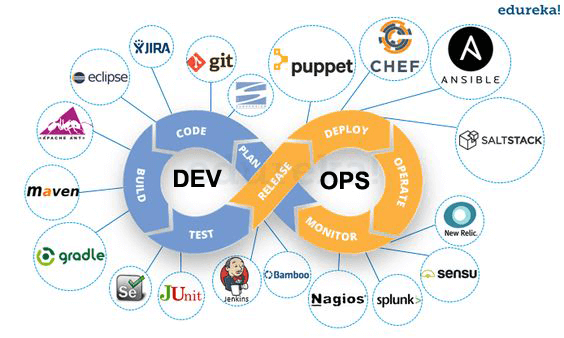 edureka!
JIRA
git
eclipse
puppet
CHEF
ANSIBLE
SUBVERSION
CODE
DEPLOY
APACHE ANT
PLAN
RELEASE
SALTSTACK
DEV
OPS
BUILD
OPERATE
maven
TEST
MONITOR
New Relic.
gradle
Se
JUnit
Jenkins
Bamboo
Nagios
splunk>
sensu